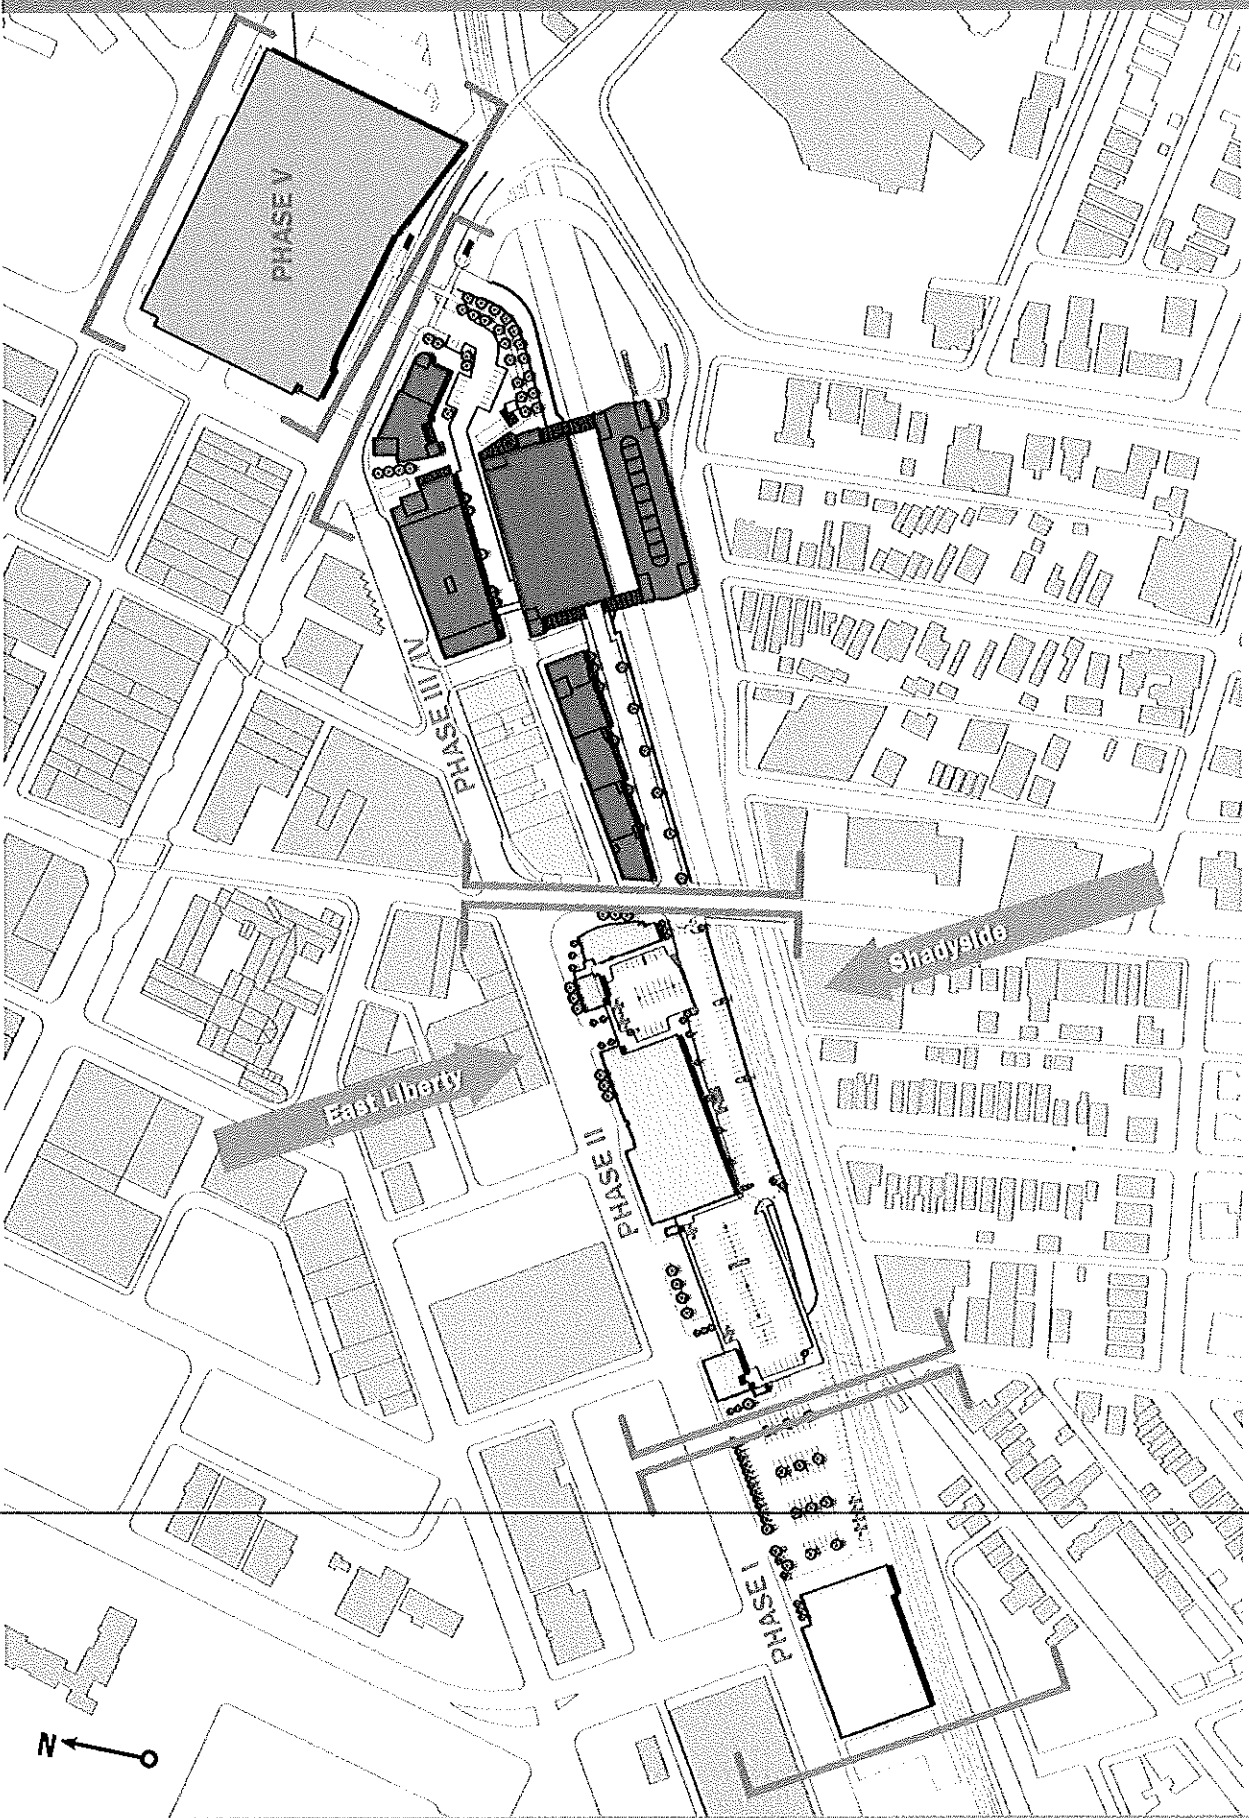 PHASE V
PHASE III / IV
Shadyside
East Liberty
PHASE II
PHASE I
N